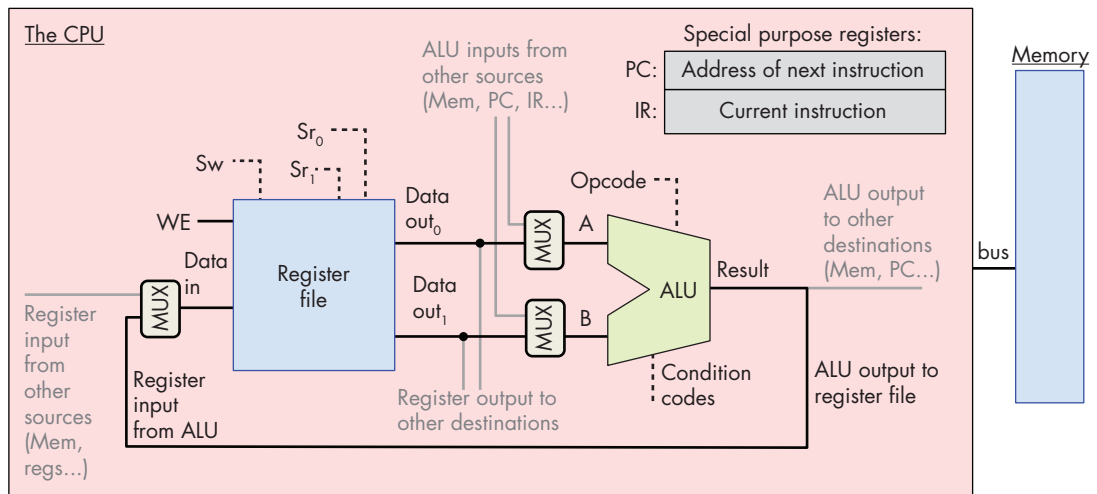 The CPU
ALU inputs from
other sources
(Mem, PC, IR...)
Special purpose registers:
PC:
Address of next instruction
IR:
Current instruction
Memory
Sr₀
Sw
Sr₁
WE
Data
in
Register
file
Data
out₀
Data
out₁
MUX
MUX
MUX
A
B
Opcode
ALU
Result
Condition
codes
ALU output
to other
destinations
(Mem, PC...)
bus
Register
input
from
other
sources
(Mem,
regs...)
Register
input
from ALU
Register output to
other destinations
ALU output to
register file